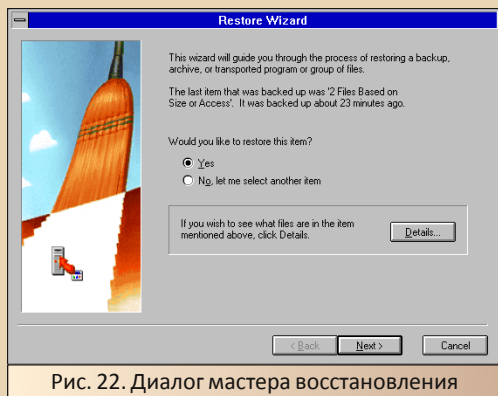 Restore Wizard
This wizard will guide you through the process of restoring a backup,
archive, or transported program or group of files.
The last item that was backed up was '2 Files Based on
Size or Access'. It was backed up about 23 minutes ago.
Would you like to restore this item?
Yes
No, let me select another item
If you wish to see what files are in the item
mentioned above, click Details.
Details...
< Back
Next >
Cancel
Рис. 22. Диалог мастера восстановления